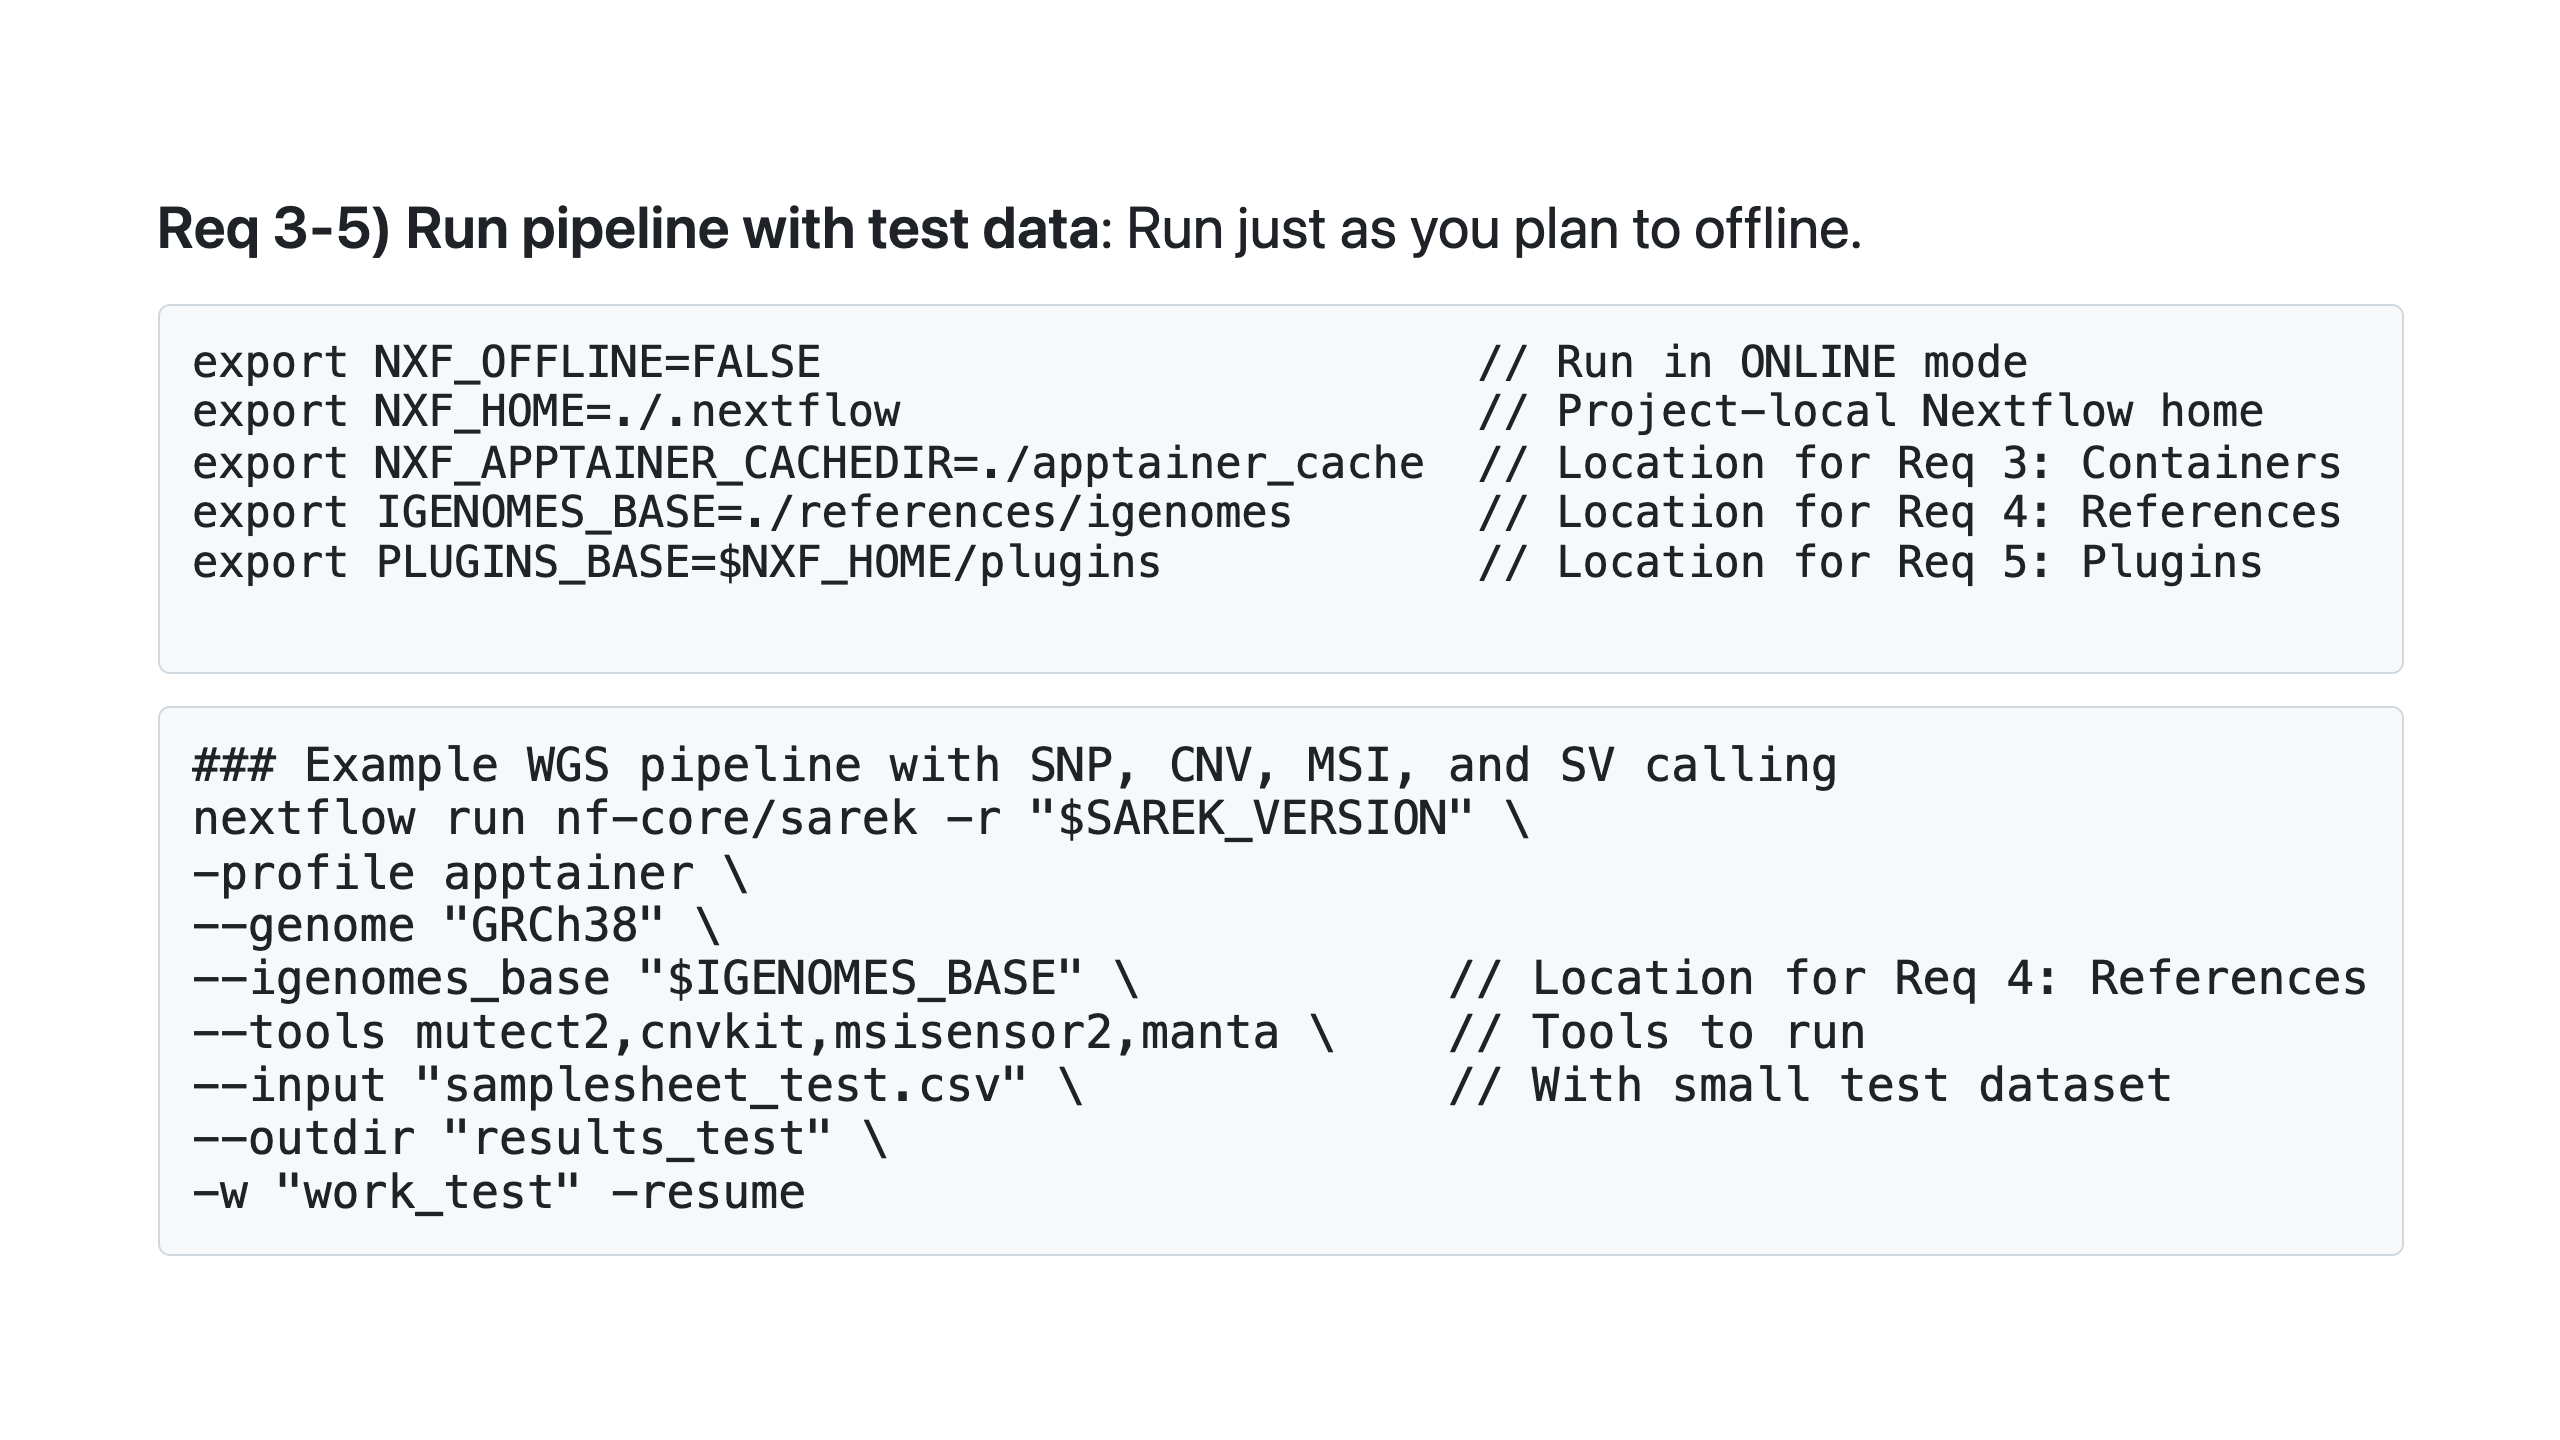 Req 3-5) Run pipeline with test data: Run just as you plan to offline.
export NXF_OFFLINE=FALSE // Run in ONLINE mode
export NXF_HOME=./.nextflow // Project-local Nextflow home
export NXF_APPTAINER_CACHEDIR=./apptainer_cache // Location for Req 3: Containers
export IGENOMES_BASE=./references/igenomes // Location for Req 4: References
export PLUGINS_BASE=$NXF_HOME/plugins // Location for Req 5: Plugins
### Example WGS pipeline with SNP, CNV, MSI, and SV calling
nextflow run nf-core/sarek -r "$SAREK_VERSION" \
-profile apptainer \
--genome "GRCh38" \
--igenomes_base "$IGENOMES_BASE" \ // Location for Req 4: References
--tools mutect2,cnvkit,msisensor2,manta \ // Tools to run
--input "samplesheet_test.csv" \ // With small test dataset
--outdir "results_test" \
-w "work_test" -resume